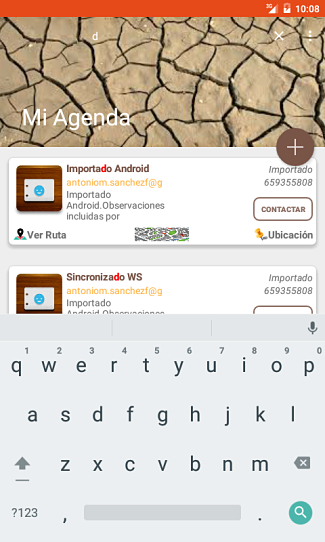 3G 10:08
d
Mi Agenda
Importado Android
Importado
antoniom.sanchezf@g
659355808
Importado
Android.Observaciones
incluidas por
CONTACTAR
Ver Ruta
Ubicación
Sincronizado WS
Importado
antoniom.sanchezf@g
659355808
Importado
Android.Observaciones
1 2 3 4 5 6 7 8 9 0
q w e r t y u i o p
a s d f g h j k l
z x c v b n m
?123 , .